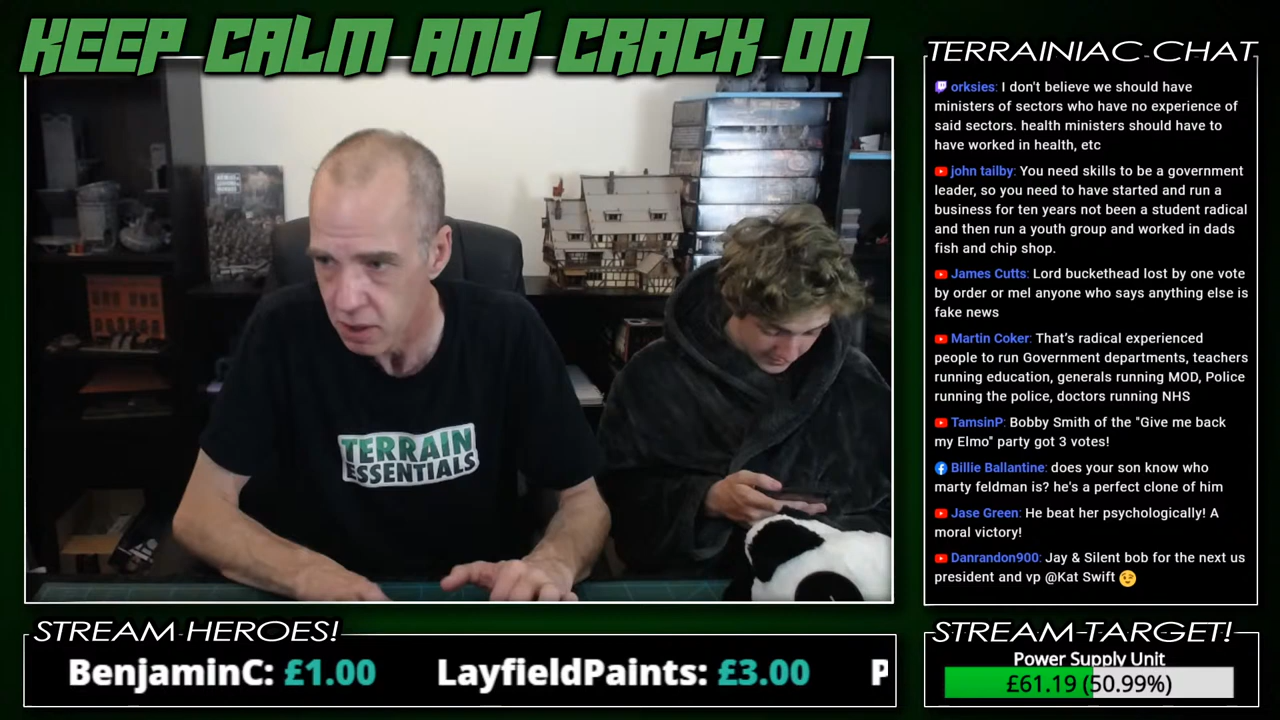 KEEP CALM AND CRACK ON
TERRAIN
ESSENTIALS
TERRAINIAC CHAT
orksies: I don't believe we should have
ministers of sectors who have no experience of
said sectors. health ministers should have to
have worked in health, etc
john tailby: You need skills to be a government
leader, so you need to have started and run a
business for ten years not been a student radical
and then run a youth group and worked in dads
fish and chip shop.
James Cutts: Lord buckethead lost by one vote
by order or mel anyone who says anything else is
fake news
Martin Coker: That's radical experienced
people to run Government departments, teachers
running education, generals running MOD, Police
running the police, doctors running NHS
TamsinP: Bobby Smith of the "Give me back
my Elmo" party got 3 votes!
Billie Ballantine: does your son know who
marty feldman is? he's a perfect clone of him
Jase Green: He beat her psychologically! A
moral victory!
Danrandon900: Jay & Silent bob for the next us
president and vp @Kat Swift 😏
STREAM HEROES!
BenjaminC: £1.00 LayfieldPaints: £3.00 P
STREAM TARGET!
Power Supply Unit
£61.19 (50.99%)